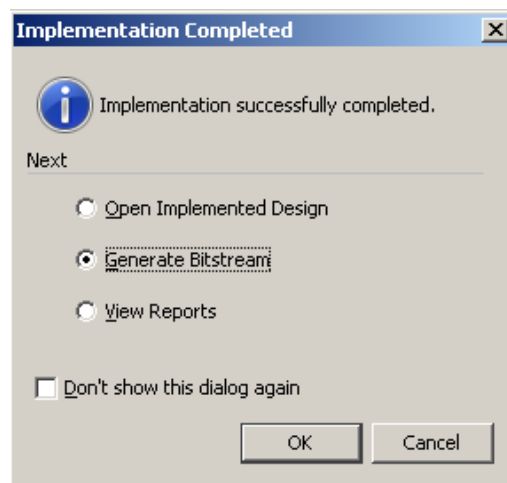 Implementation Completed
Implementation successfully completed.
Next
Open Implemented Design
Generate Bitstream
View Reports
Don't show this dialog again
OK Cancel